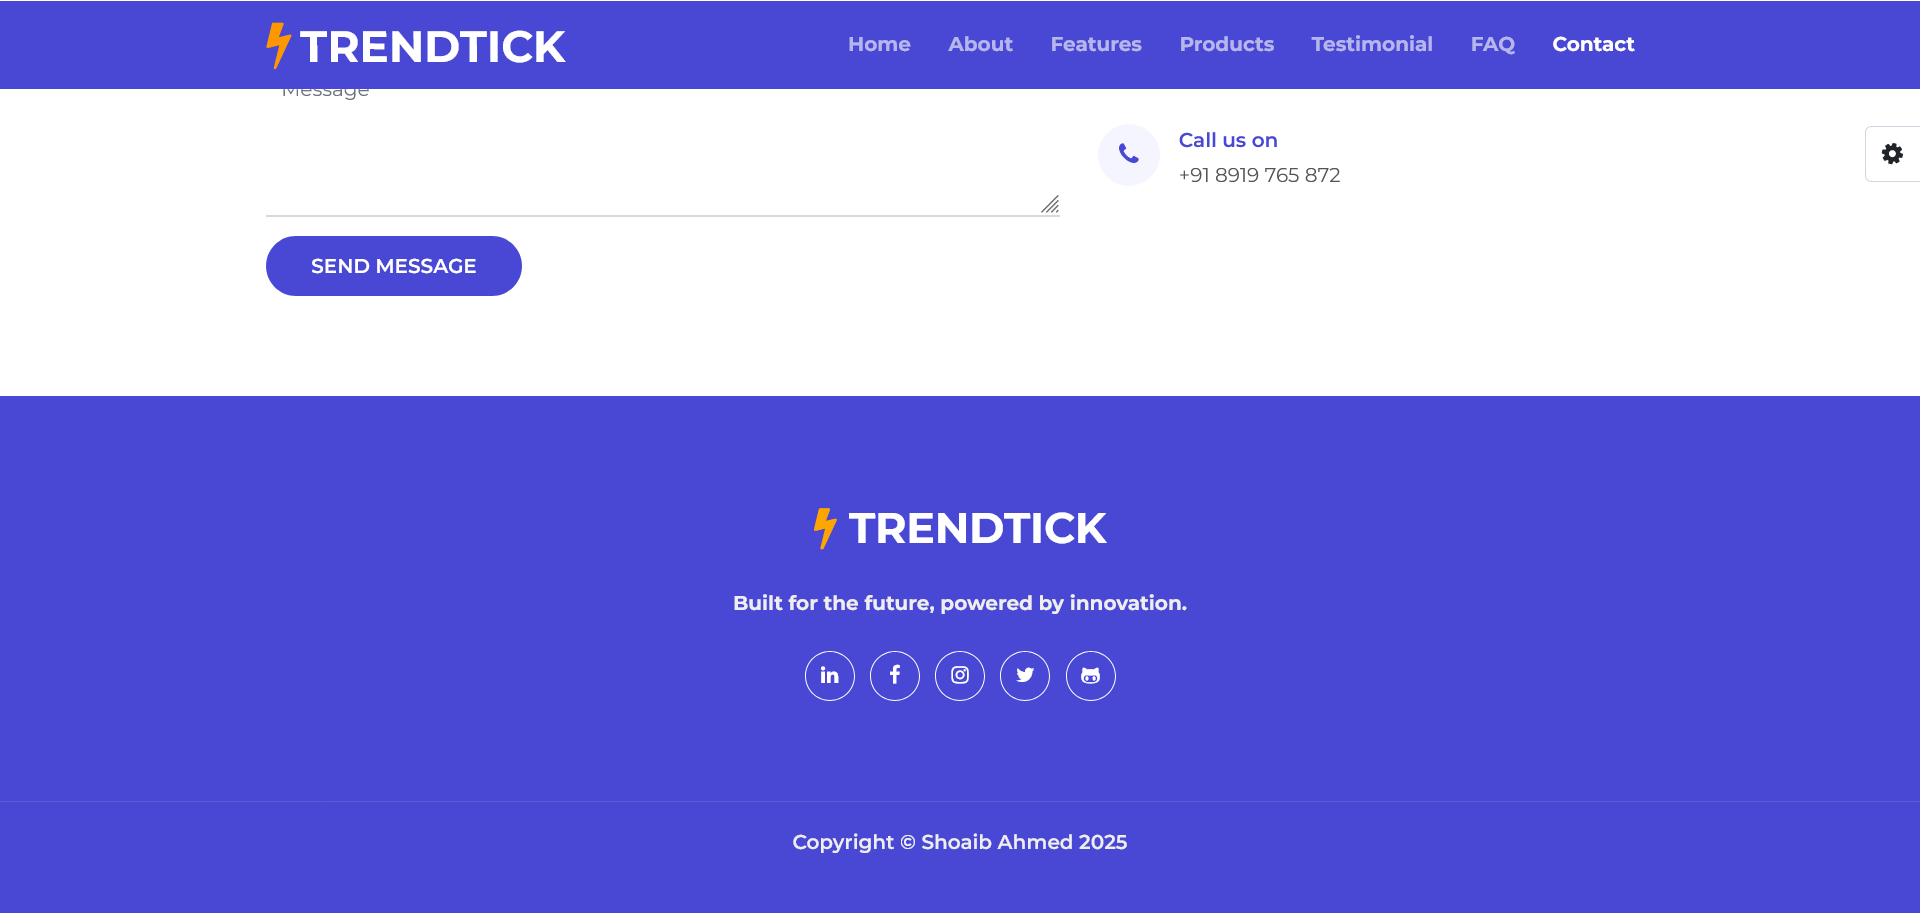 TRENDTICK
Home About Features Products Testimonial FAQ Contact
Message
Call us on
+91 8919 765 872
SEND MESSAGE
TRENDTICK
Built for the future, powered by innovation.
Copyright © Shoaib Ahmed 2025